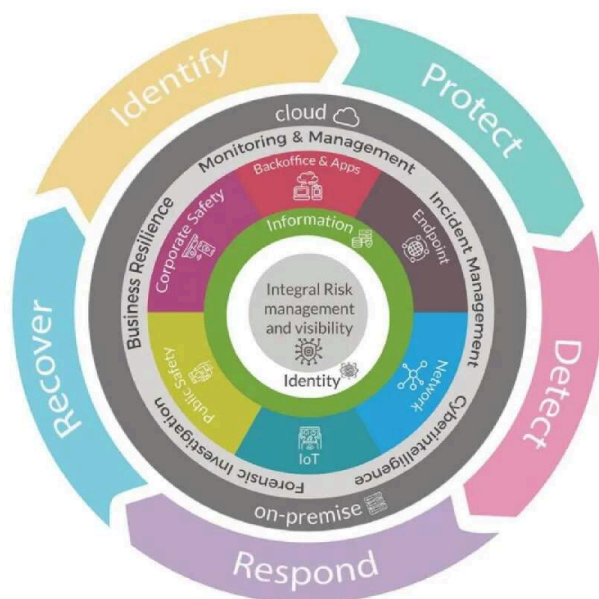 Identify
Protect
Detect
Respond
Recover
cloud
on-premise
Monitoring & Management
Incident Management
Cyberintelligence
Forensic Investigation
Business Resilience
Backoffice & Apps
Endpoint
Network
IoT
Public Safety
Corporate Safety
Information
Integral Risk
management
and visibility
Identity